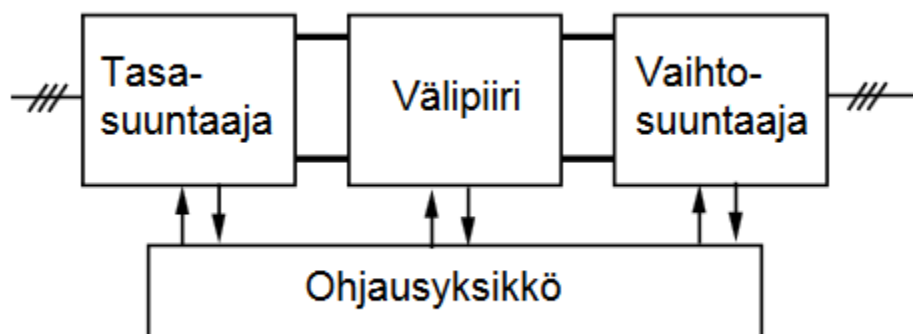 Tasa-
suuntaaja
Välipiiri
Vaihto-
suuntaaja
Ohjausyksikkö